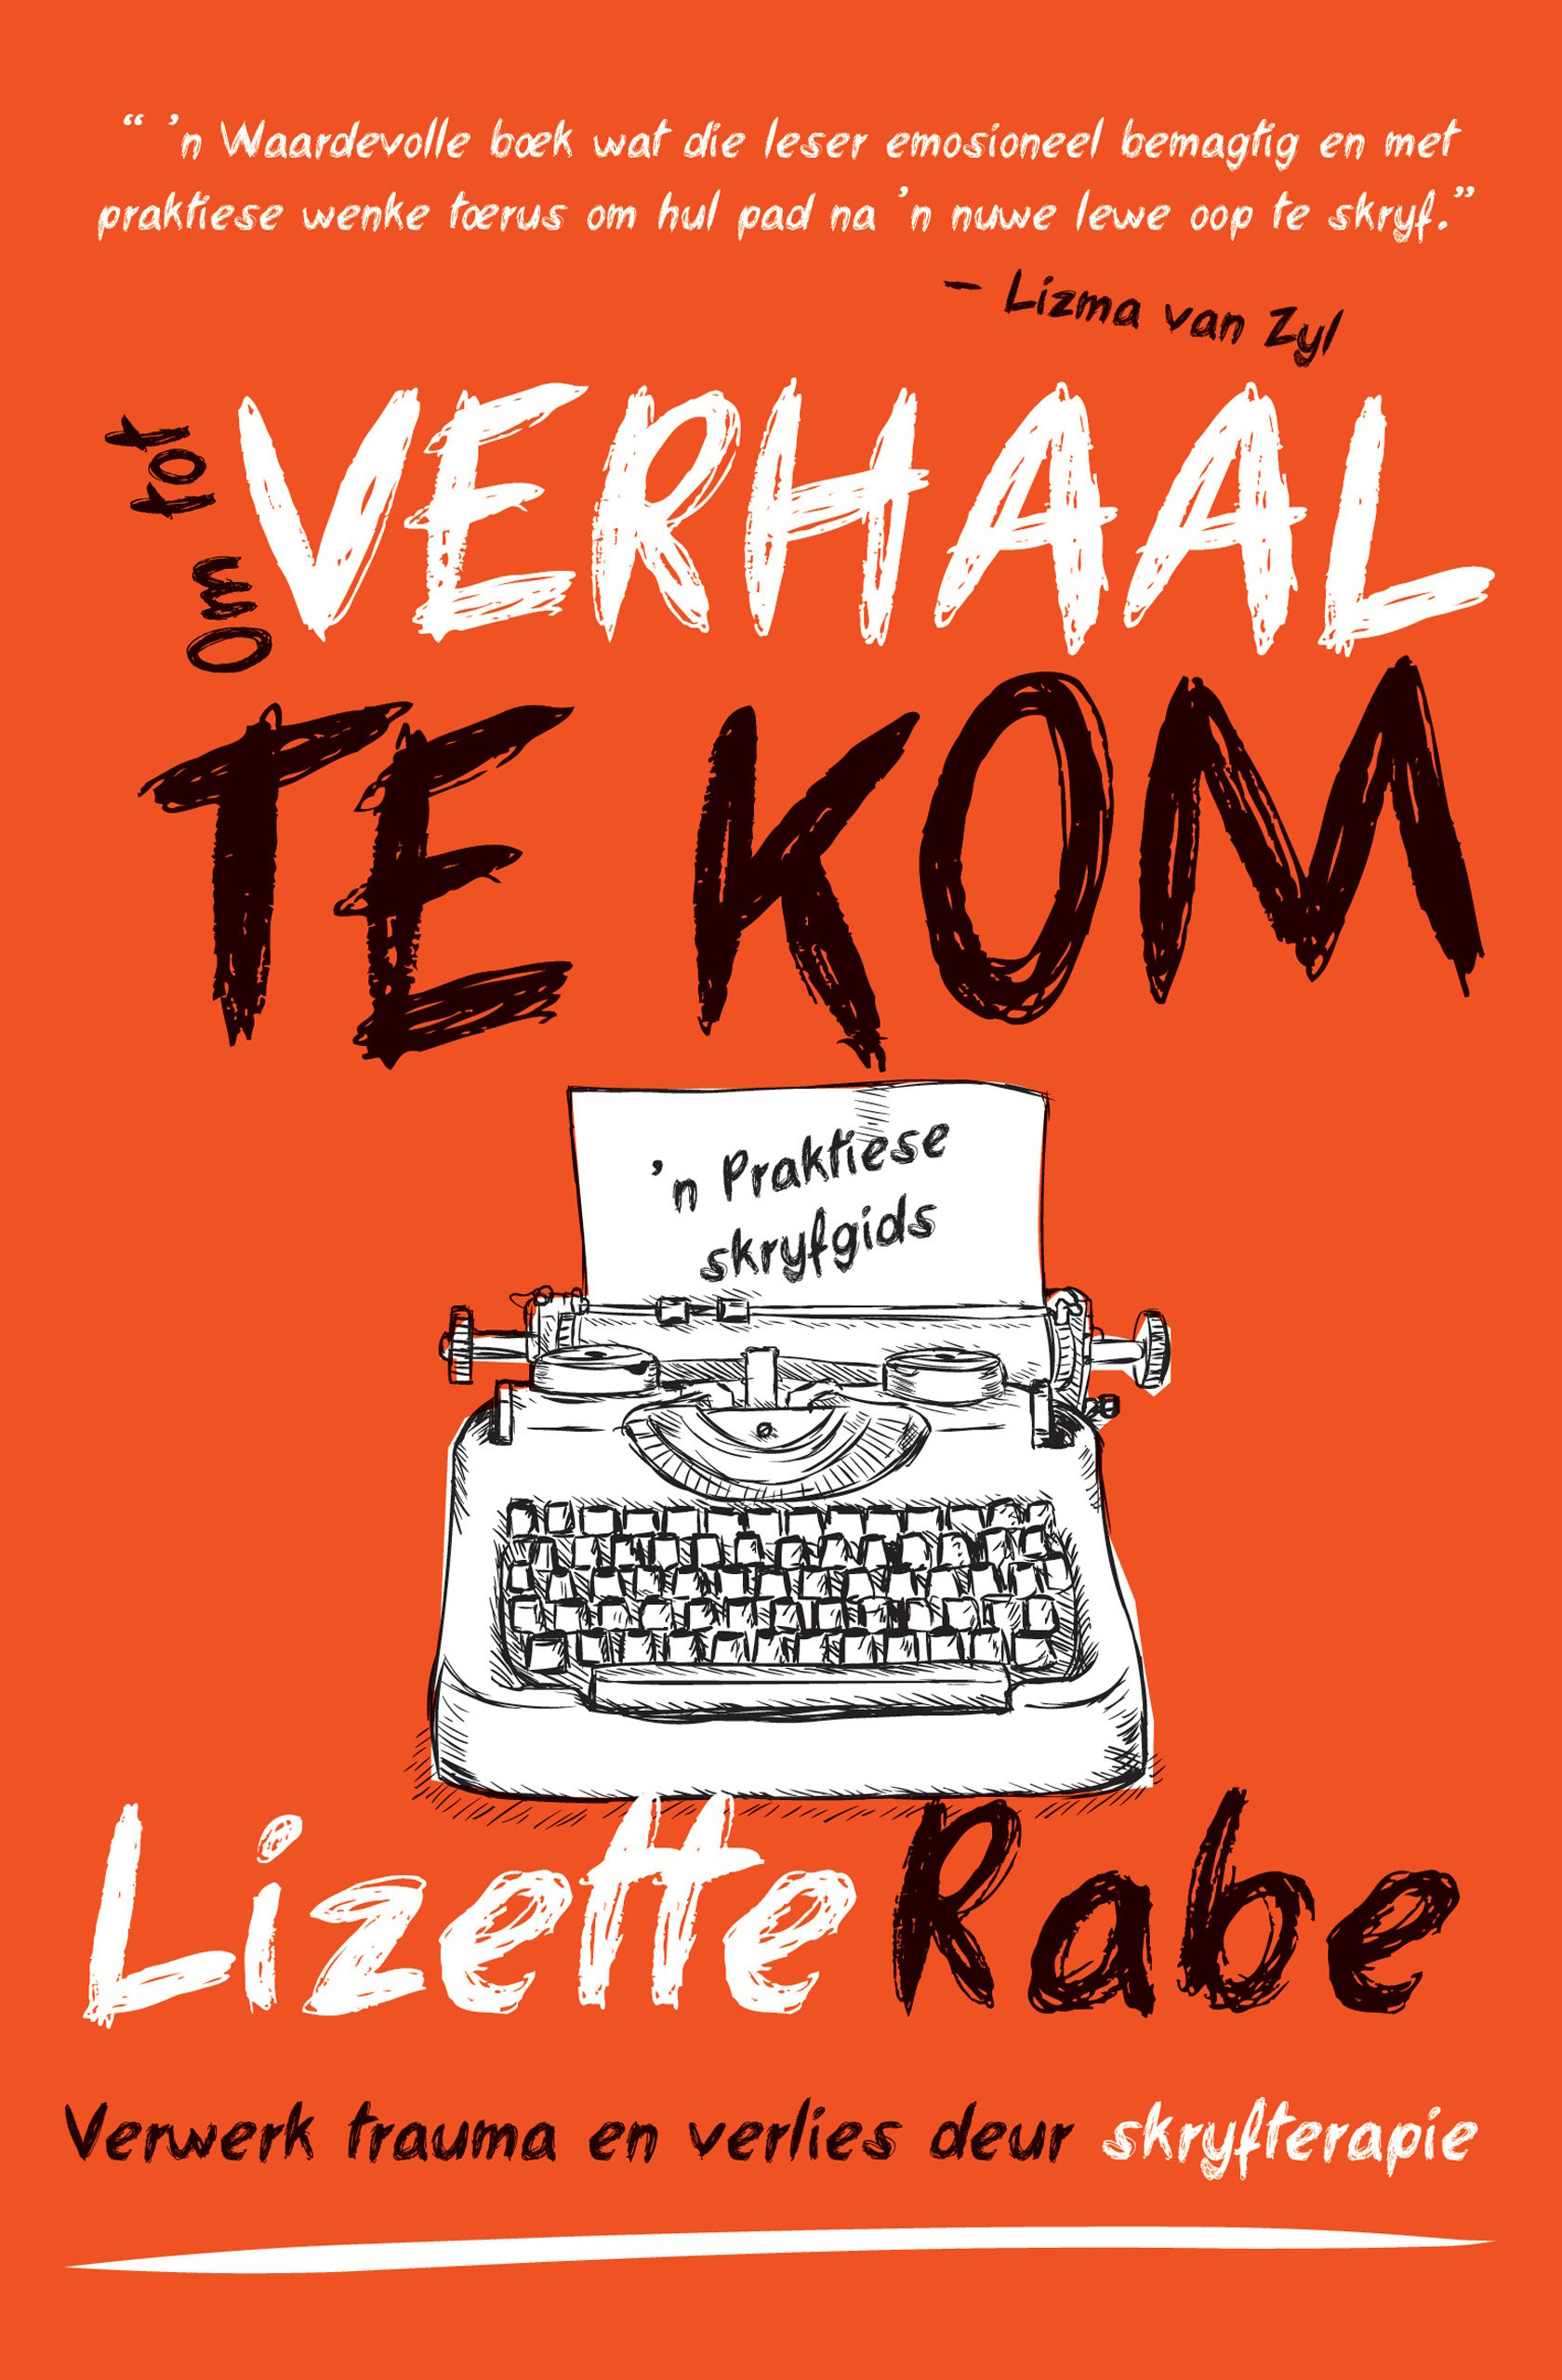 “ ’n Waardevolle boek wat die leser emosioneel bemagtig en met
praktiese wenke toerus om hul pad na ’n nuwe lewe oop te skryf.”
– Lizma van Zyl
om tot
VERHAAL
TE KOM
’n Praktiese
skryfgids
Lizette Rabe
Verwerk trauma en verlies deur skryfterapie